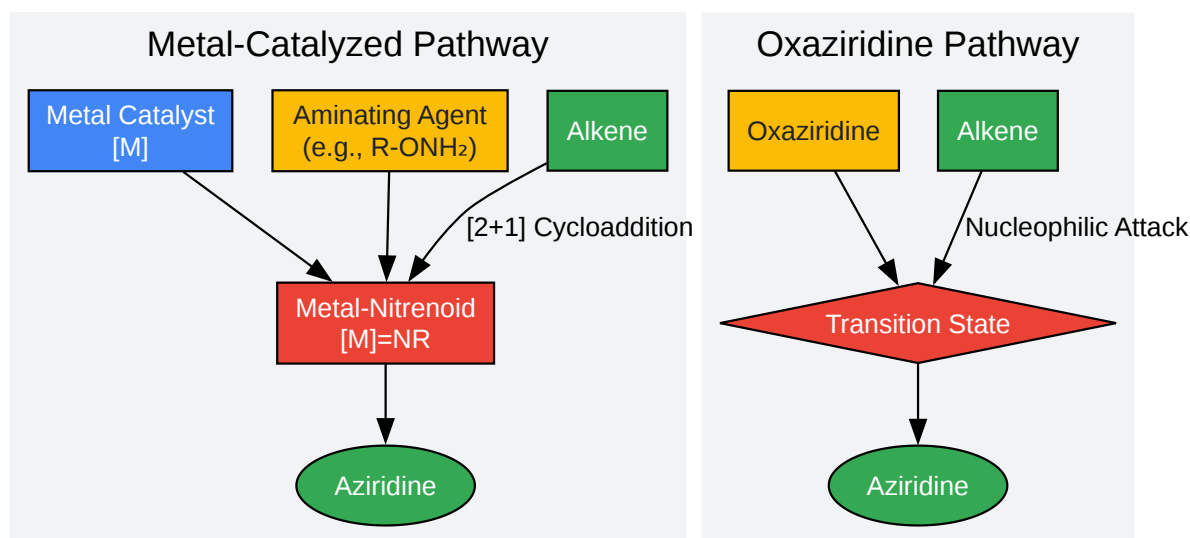 Metal-Catalyzed Pathway
Metal Catalyst
[M]
Aminating Agent
(e.g., R-ONH₂)
Alkene
[2+1] Cycloaddition
Metal-Nitrenoid
[M]=NR
Aziridine
Oxaziridine Pathway
Oxaziridine
Alkene
Nucleophilic Attack
Transition State
Aziridine